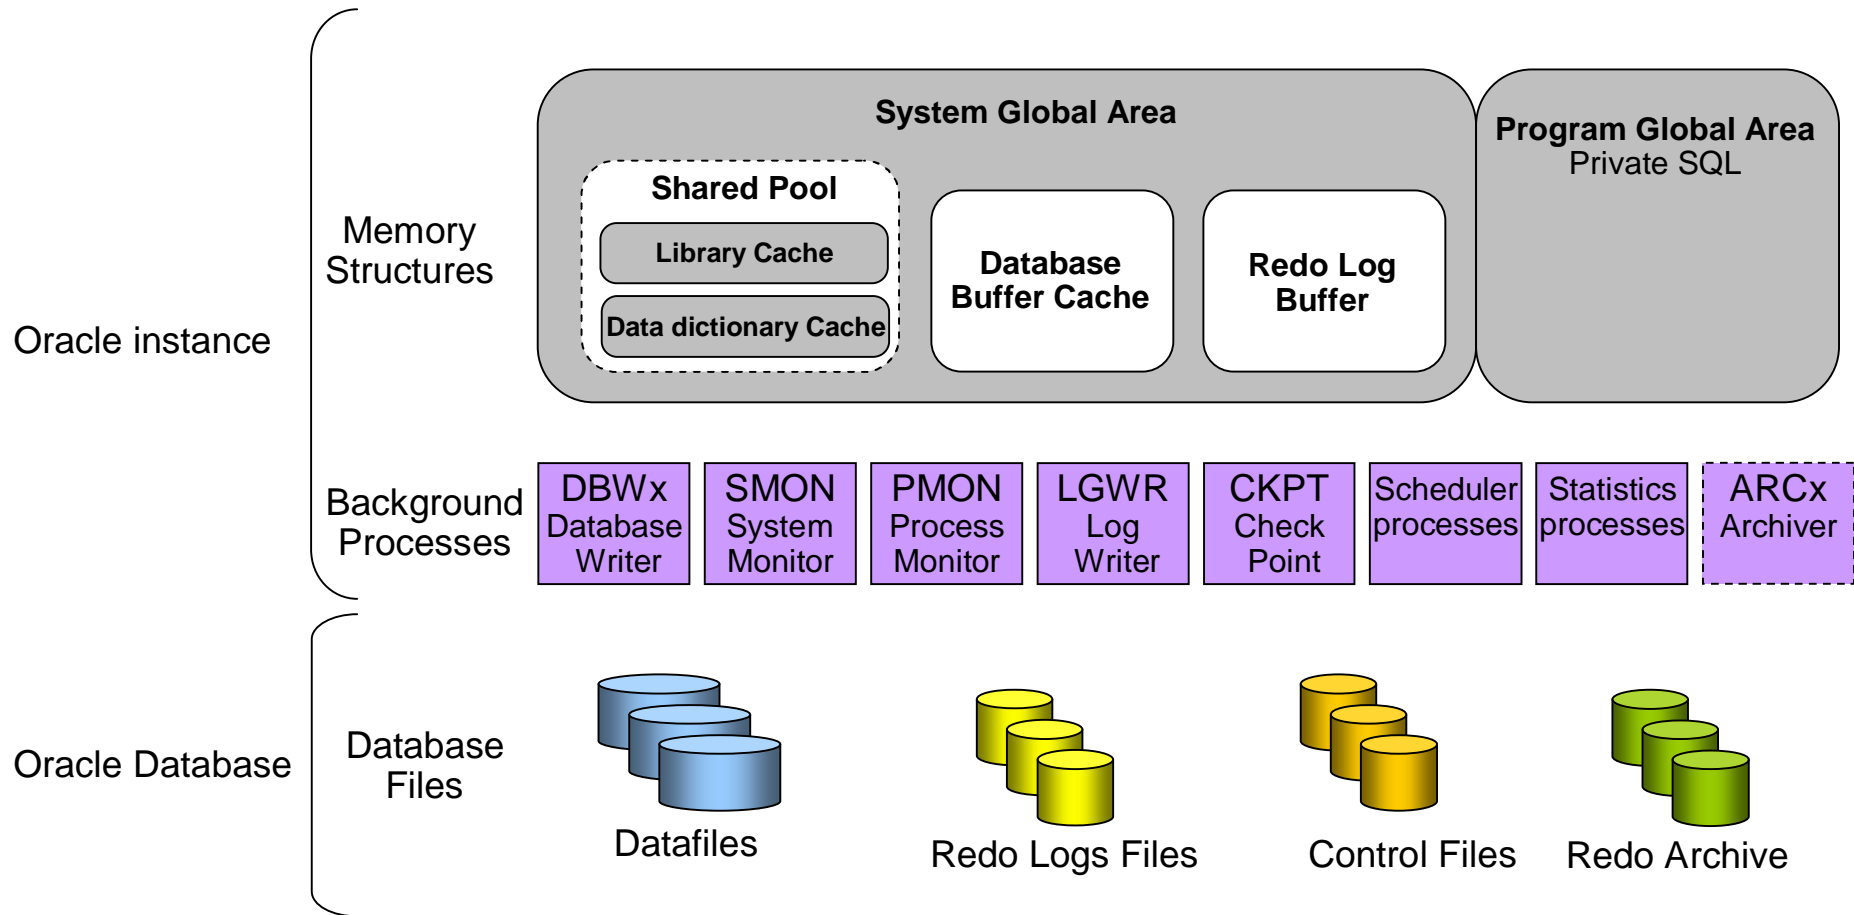 System Global Area
Program Global Area
Private SQL
Shared Pool
Library Cache
Data dictionary Cache
Database
Buffer Cache
Redo Log
Buffer
Memory
Structures
Oracle instance
Background
Processes
DBWx
Database
Writer
SMON
System
Monitor
PMON
Process
Monitor
LGWR
Log
Writer
CKPT
Check
Point
Scheduler
processes
Statistics
processes
ARCx
Archiver
Oracle Database
Database
Files
Datafiles
Redo Logs Files
Control Files
Redo Archive